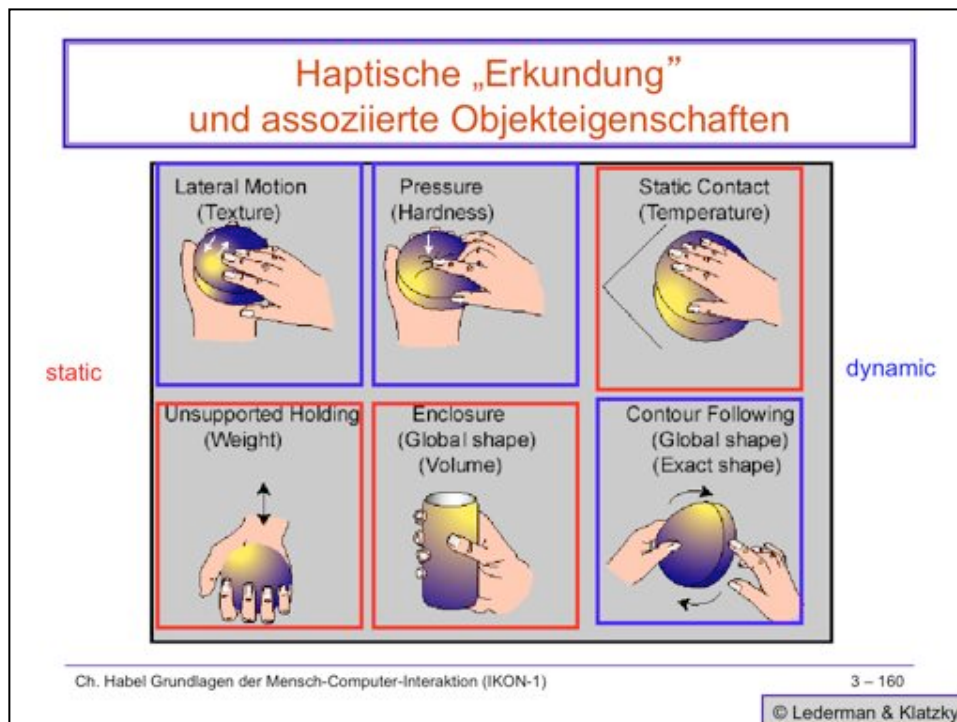 Haptische „Erkundung”
und assoziierte Objekteigenschaften
Lateral Motion
(Texture)
Pressure
(Hardness)
Static Contact
(Temperature)
static
dynamic
Unsupported Holding
(Weight)
Enclosure
(Global shape)
(Volume)
Contour Following
(Global shape)
(Exact shape)
Ch. Habel Grundlagen der Mensch-Computer-Interaktion (IKON-1)
3 – 160
© Lederman & Klatzky